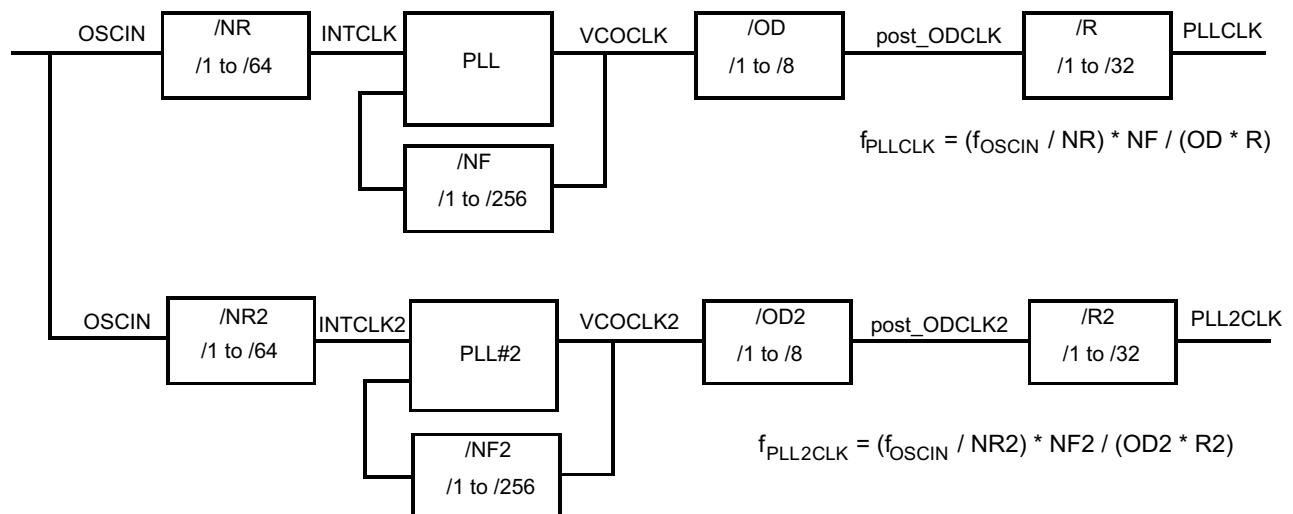 OSCIN
/NR
/1 to /64
INTCLK
PLL
/NF
/1 to /256
VCOCLK
/OD
/1 to /8
post_ODCLK
/R
/1 to /32
PLLCLK
fPLLCLK = (fOSCIN / NR) * NF / (OD * R)
OSCIN
/NR2
/1 to /64
INTCLK2
PLL#2
/NF2
/1 to /256
VCOCLK2
/OD2
/1 to /8
post_ODCLK2
/R2
/1 to /32
PLL2CLK
fPLL2CLK = (fOSCIN / NR2) * NF2 / (OD2 * R2)